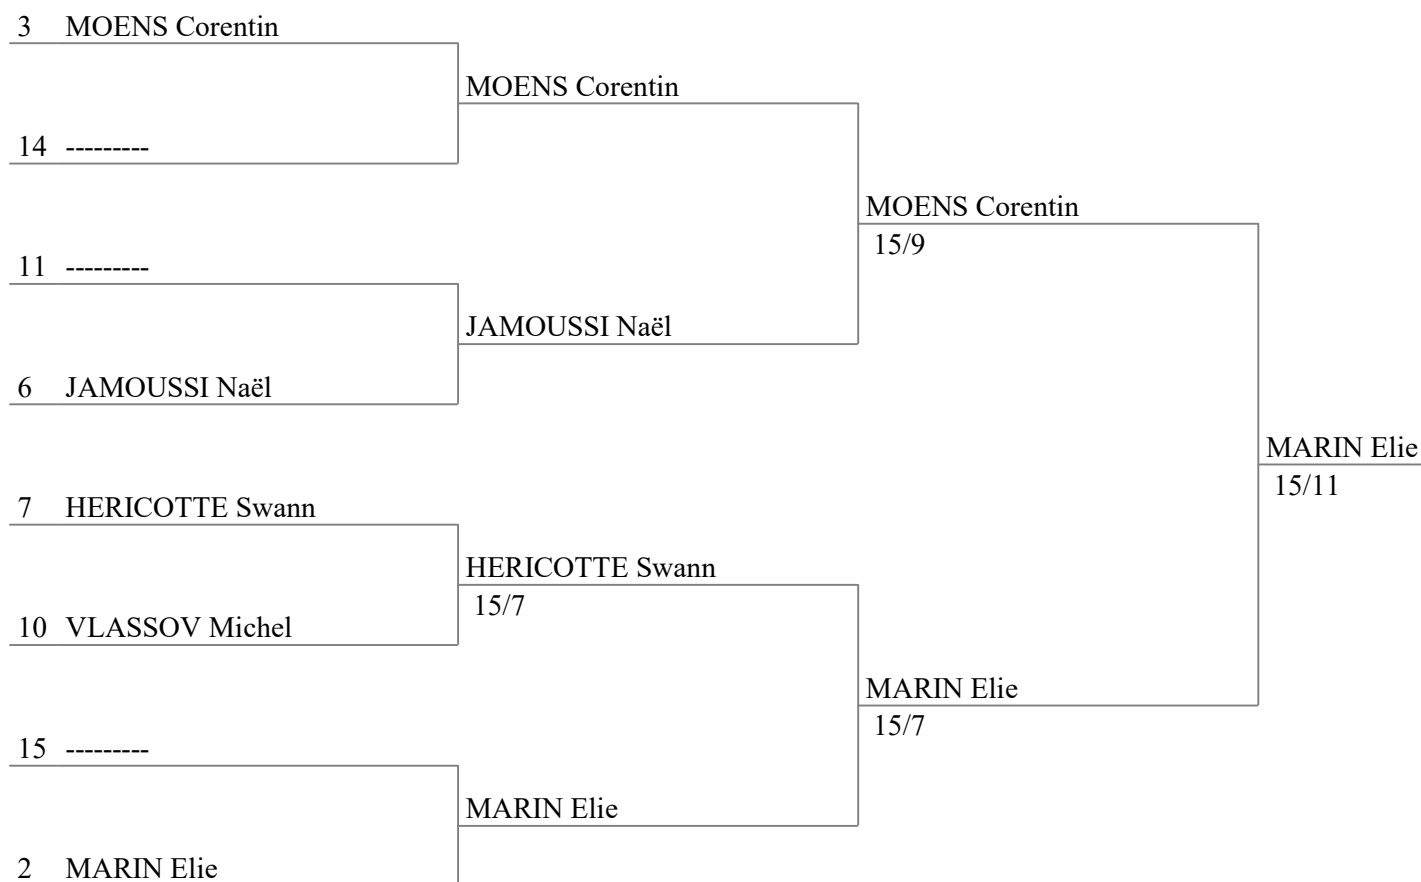 3 MOENS Corentin
MOENS Corentin
14 ---------
MOENS Corentin
15/9
11 ---------
JAMOUSSI Naël
6 JAMOUSSI Naël
MARIN Elie
15/11
7 HERICOTTE Swann
HERICOTTE Swann
15/7
10 VLASSOV Michel
MARIN Elie
15/7
15 ---------
MARIN Elie
2 MARIN Elie